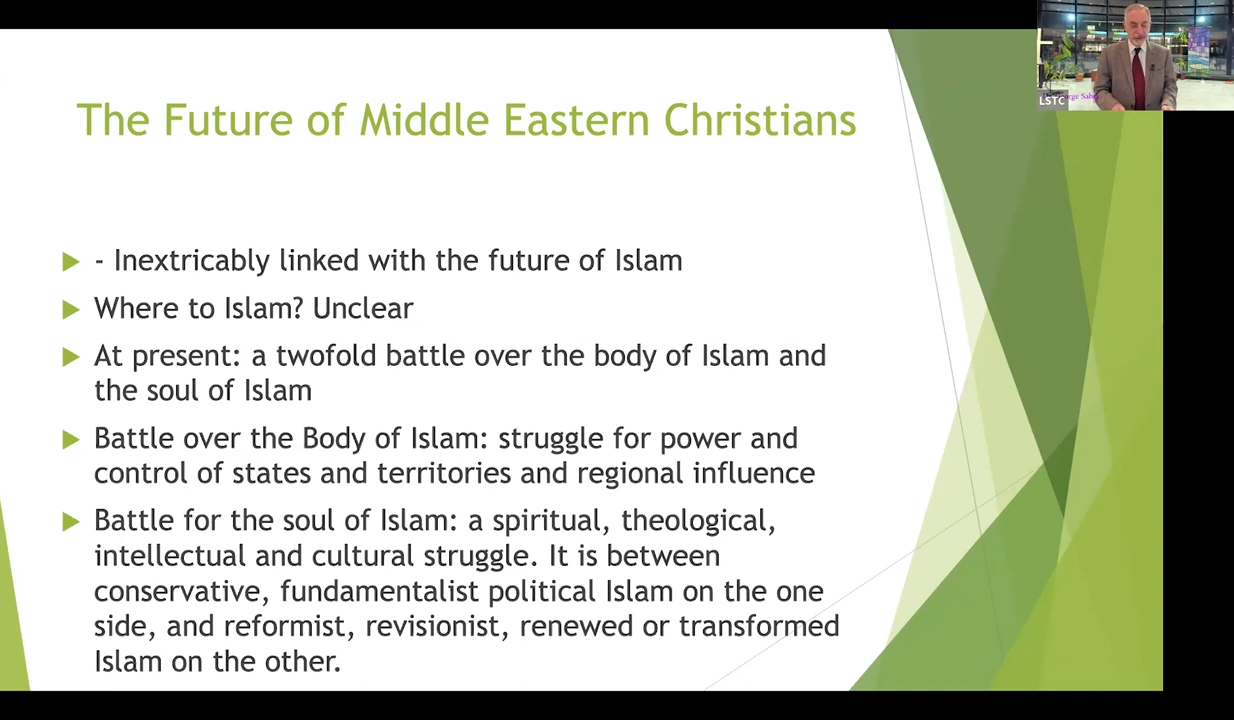 The Future of Middle Eastern Christians
- Inextricably linked with the future of Islam
Where to Islam? Unclear
At present: a twofold battle over the body of Islam and
the soul of Islam
Battle over the Body of Islam: struggle for power and
control of states and territories and regional influence
Battle for the soul of Islam: a spiritual, theological,
intellectual and cultural struggle. It is between
conservative, fundamentalist political Islam on the one
side, and reformist, revisionist, renewed or transformed
Islam on the other.
LSTC